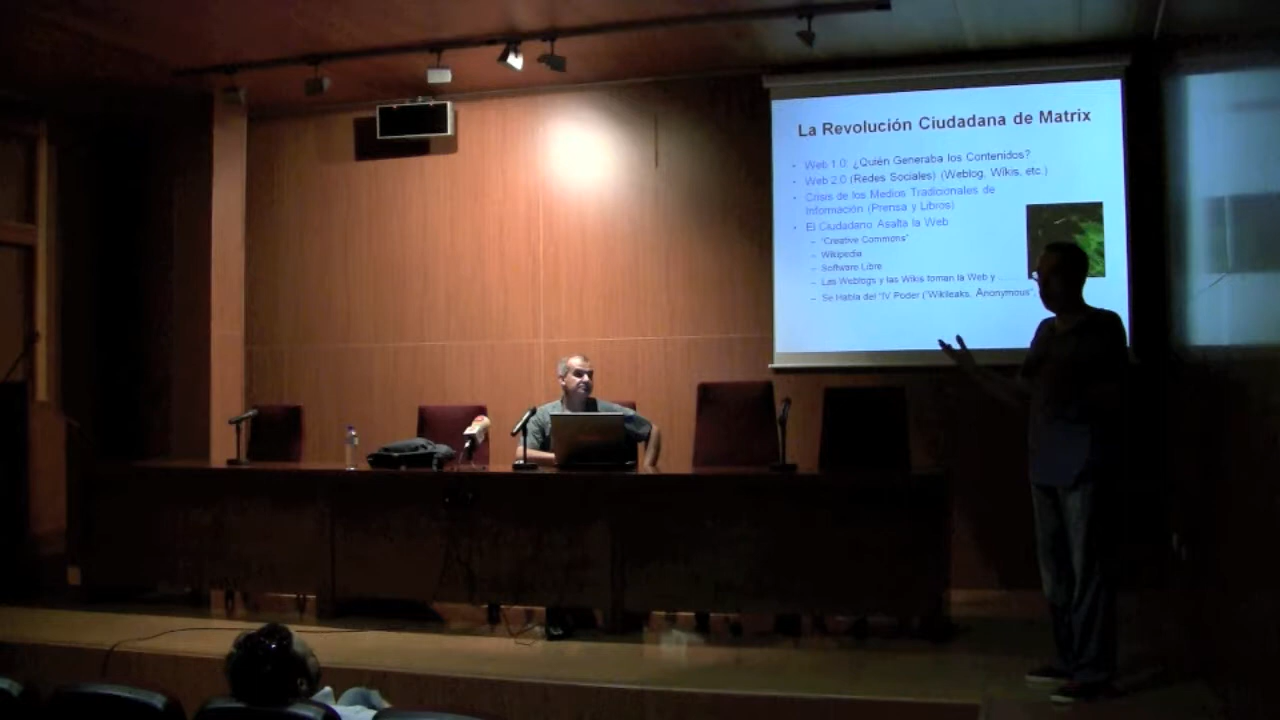 La Revolución Ciudadana de Matrix
• Web 1.0: ¿Quién Generaba los Contenidos?
• Web 2.0 (Redes Sociales) (Weblog, Wikis, etc.)
• Crisis de los Medios Tradicionales de
Información (Prensa y Libros)
• El Ciudadano Asalta la Web
– "Creative Commons"
– Wikipedia
– Software Libre
– Las Weblogs y las Wikis toman la Web y ......
– Se Habla del "IV Poder ("Wikileaks, Anonymous",